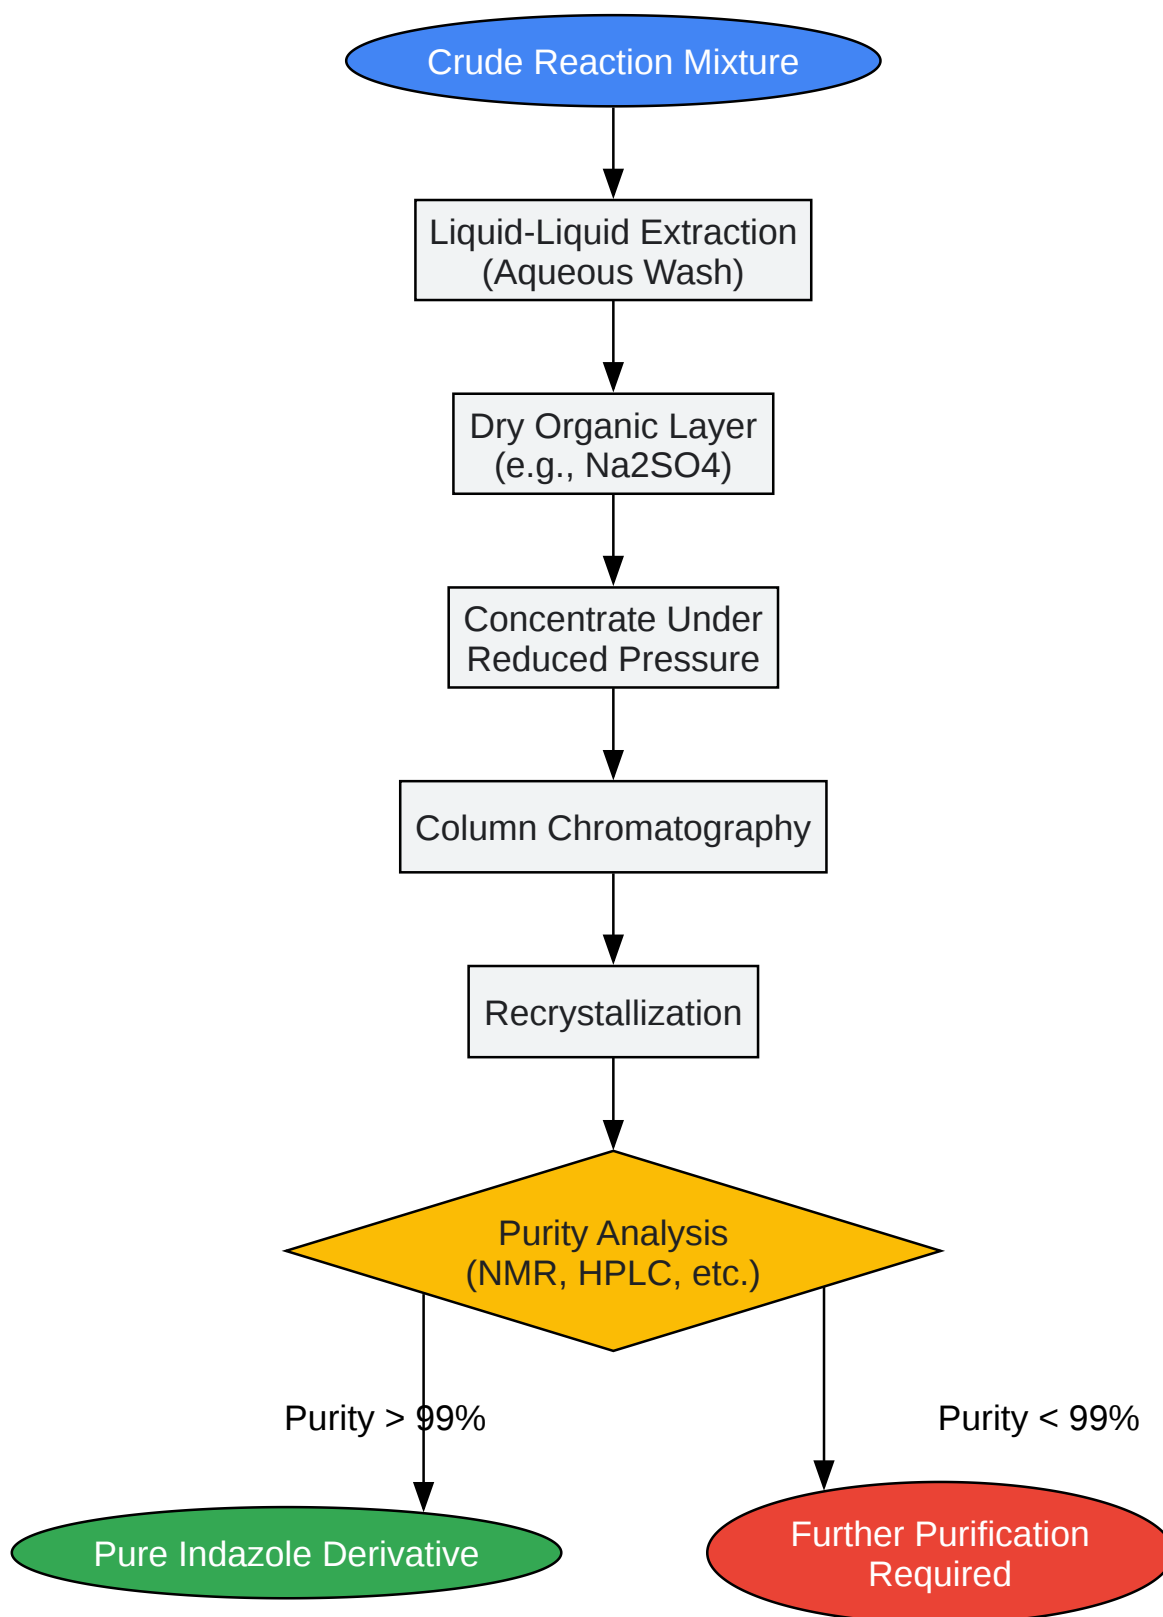 Crude Reaction Mixture
Liquid-Liquid Extraction
(Aqueous Wash)
Dry Organic Layer
(e.g., Na2SO4)
Concentrate Under
Reduced Pressure
Column Chromatography
Recrystallization
Purity Analysis
(NMR, HPLC, etc.)
Purity > 99%
Purity < 99%
Pure Indazole Derivative
Further Purification
Required